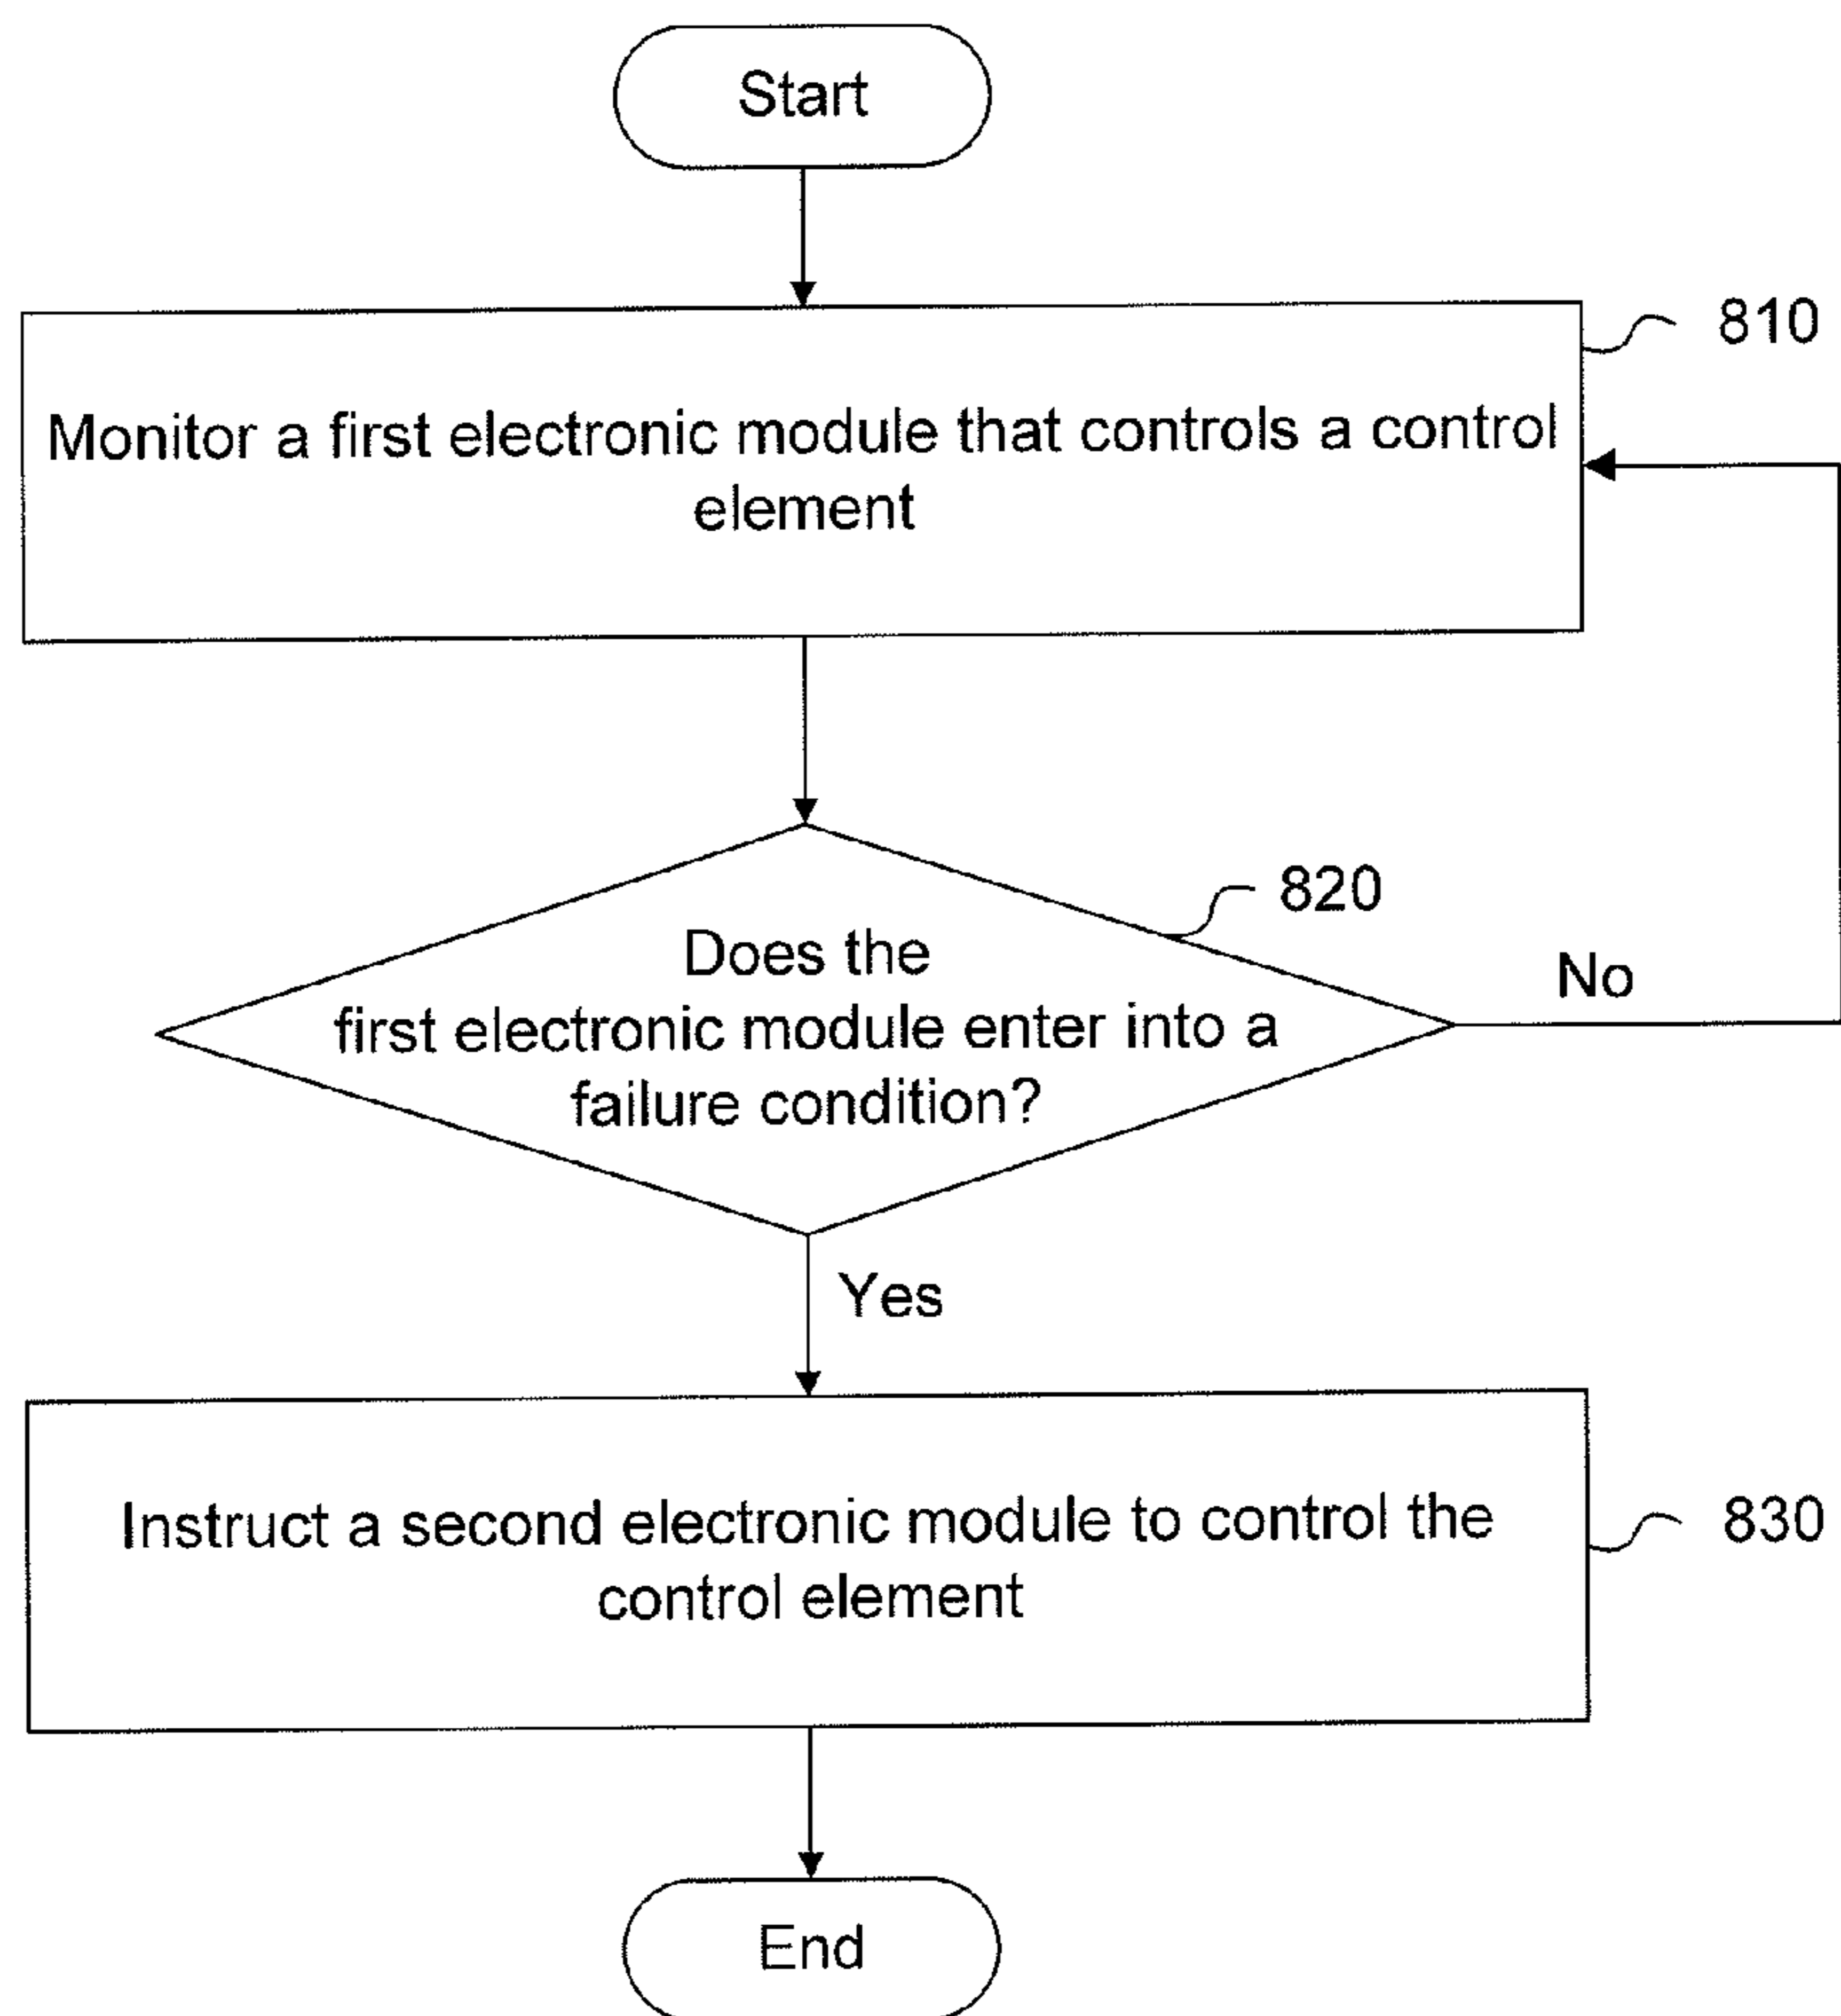 Start
810
Monitor a first electronic module that controls a control
element
820
Does the
first electronic module enter into a
failure condition?
No
Yes
Instruct a second electronic module to control the
control element
830
End